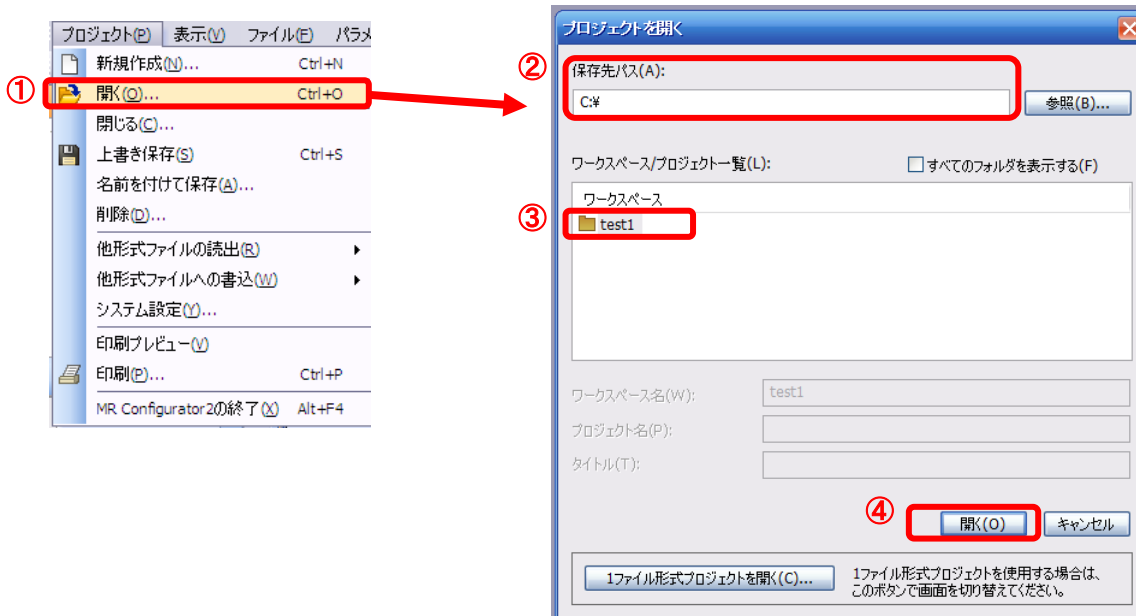 プロジェクト(P) 表示(V) ファイル(F) パラメ
新規作成(N)... Ctrl+N
① 開く(O)... Ctrl+O
閉じる(C)...
上書き保存(S) Ctrl+S
名前を付けて保存(A)...
削除(D)...
他形式ファイルの読出(R)
他形式ファイルへの書込(W)
システム設定(Y)...
印刷プレビュー(V)
印刷(P)... Ctrl+P
MR Configurator2の終了(X) Alt+F4
プロジェクトを開く
②
保存先パス(A):
C:¥ 参照(B)...
ワークスペース/プロジェクト一覧(L): すべてのフォルダを表示する(F)
ワークスペース
③ test1
ワークスペース名(W): test1
プロジェクト名(P):
タイトル(T):
④ 開く(O) キャンセル
1ファイル形式プロジェクトを開く(C)... 1ファイル形式プロジェクトを使用する場合は、
このボタンで画面を切り替えてください。